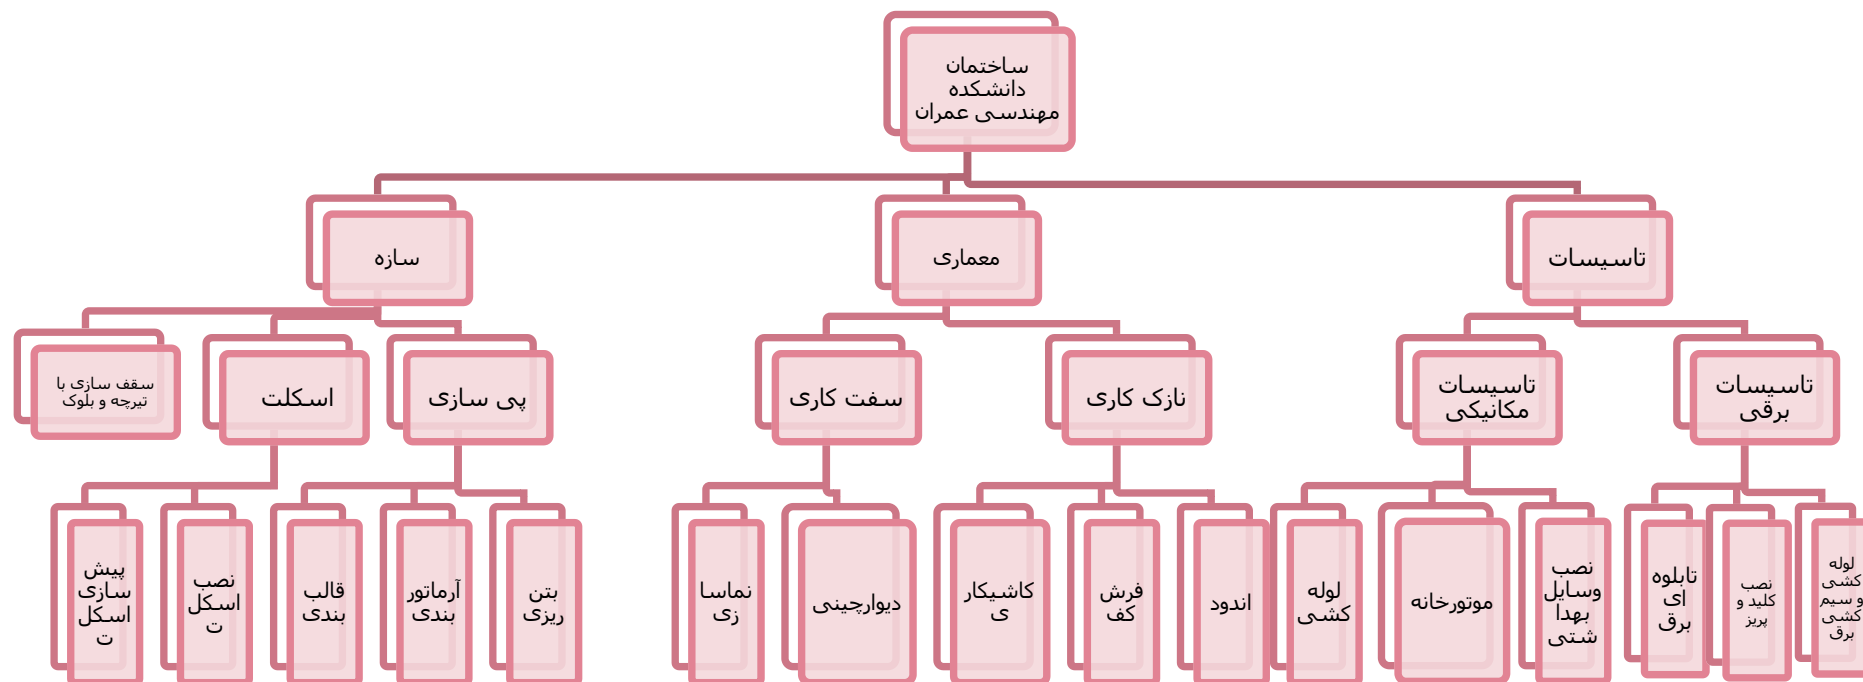 ساختمان
دانشکده
مهندسی عمران
تاسیسات
معماری
سازه
تاسیسات
برقی
تاسیسات
مکانیکی
نازک کاری
سفت کاری
پی سازی
اسکلت
سقف سازی با
تیرچه و بلوک
لوله
کشی
و سیم
کشی
برق
نصب
کلید و
پریز
تابلوه
ای
برق
نصب
وسایل
بهدا
شتی
موتورخانه
لوله
کشی
اندود
فرش
کف
کاشیکار
ی
دیوارچینی
نماسا
زی
بتن
ریزی
آرماتور
بندی
قالب
بندی
نصب
اسکل
ت
پیش
سازی
اسکل
ت